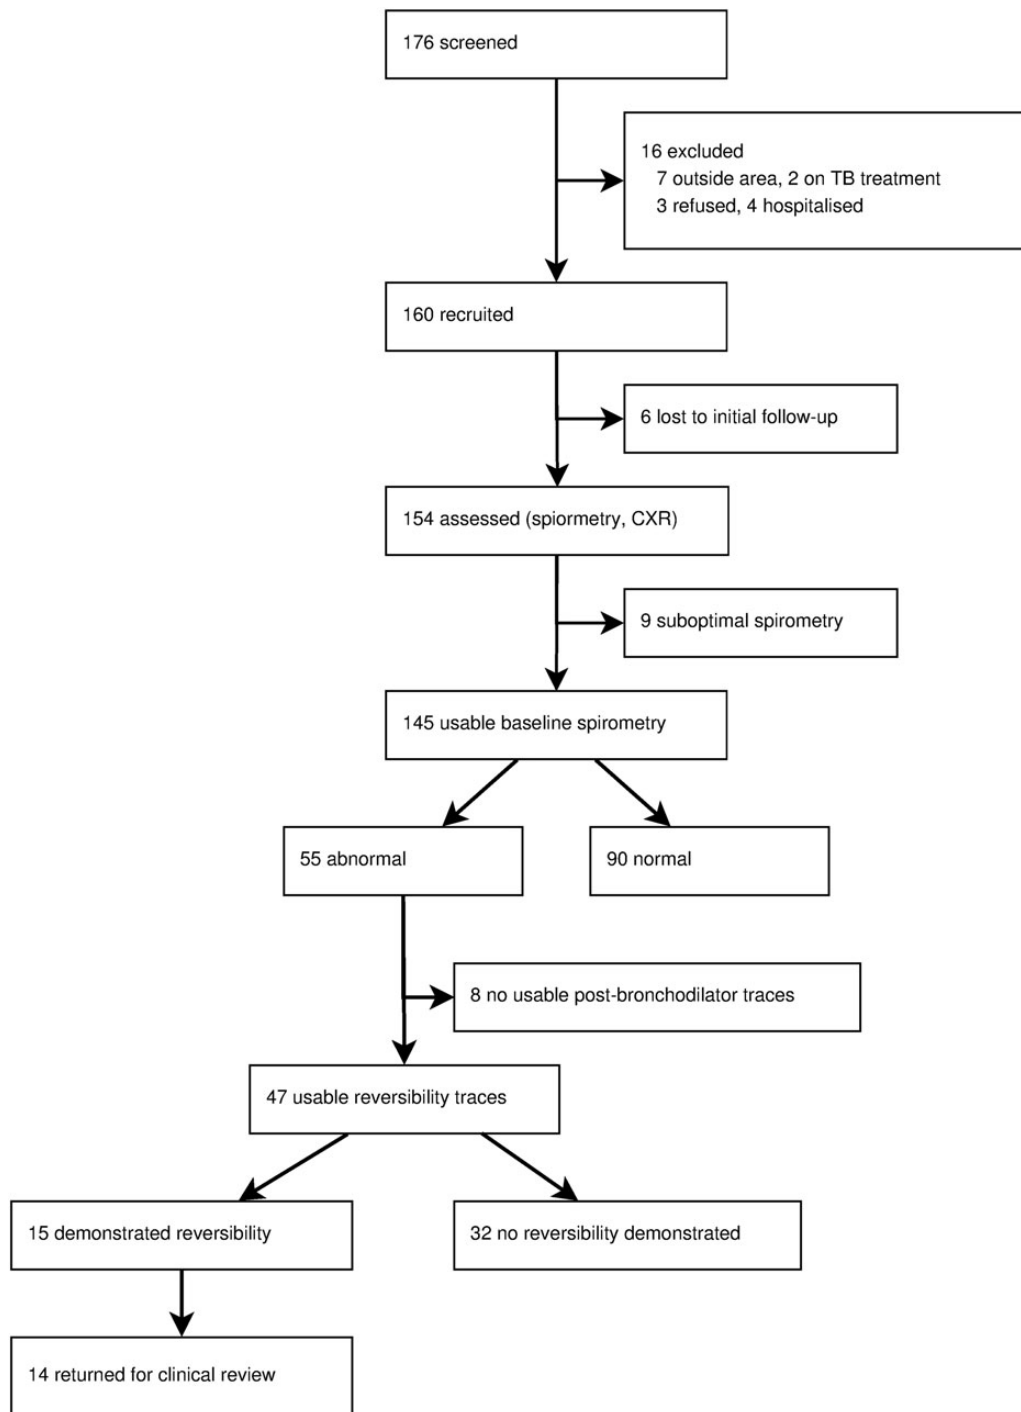 176 screened
16 excluded
7 outside area, 2 on TB treatment
3 refused, 4 hospitalised
160 recruited
6 lost to initial follow-up
154 assessed (spiormetry, CXR)
9 suboptimal spirometry
145 usable baseline spirometry
55 abnormal
90 normal
8 no usable post-bronchodilator traces
47 usable reversibility traces
15 demonstrated reversibility
32 no reversibility demonstrated
14 returned for clinical review